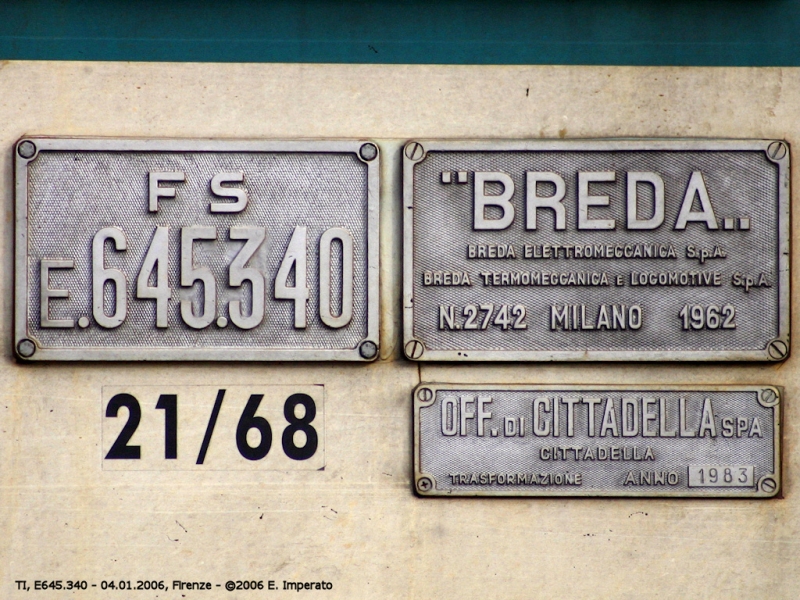 FS
E.645.340
"BREDA„
BREDA ELETTROMECCANICA S.p.A.
BREDA TERMOMECCANICA E LOCOMOTIVE S.p.A.
N.2742 MILANO 1962
21/68
OFF. DI CITTADELLA SPA
CITTADELLA
TRASFORMAZIONE ANNO 1983
TI, E645.340 - 04.01.2006, Firenze - ©2006 E. Imperato